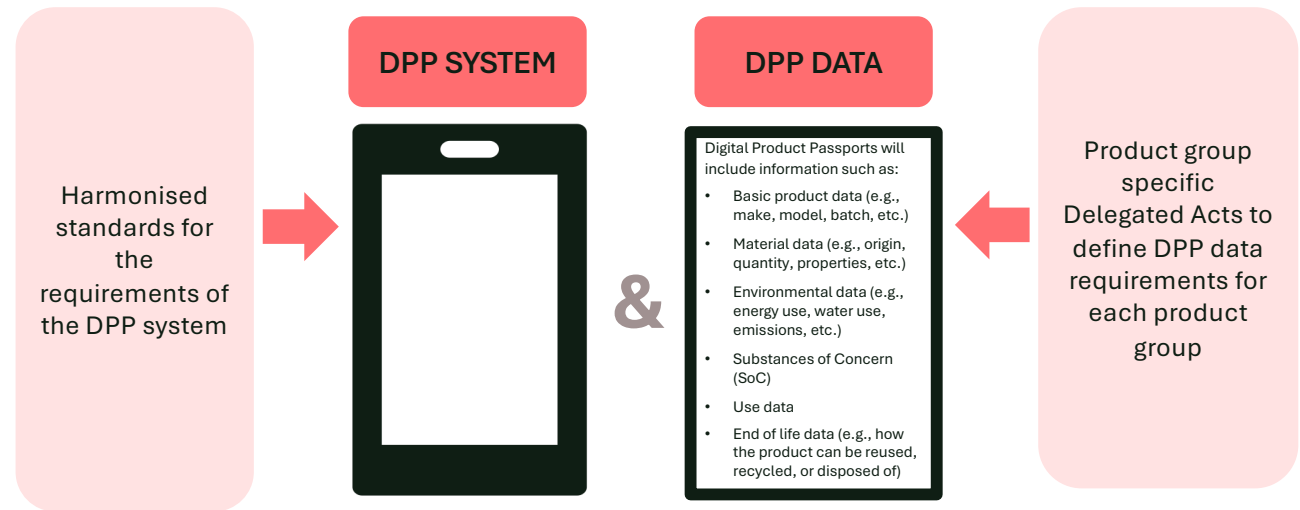 Harmonised
standards for
the
requirements of
the DPP system
DPP SYSTEM
&
DPP DATA
Digital Product Passports will
include information such as:
• Basic product data (e.g.,
make, model, batch, etc.)
• Material data (e.g., origin,
quantity, properties, etc.)
• Environmental data (e.g.,
energy use, water use,
emissions, etc.)
• Substances of Concern
(SoC)
• Use data
• End of life data (e.g., how
the product can be reused,
recycled, or disposed of)
Product group
specific
Delegated Acts to
define DPP data
requirements for
each product
group